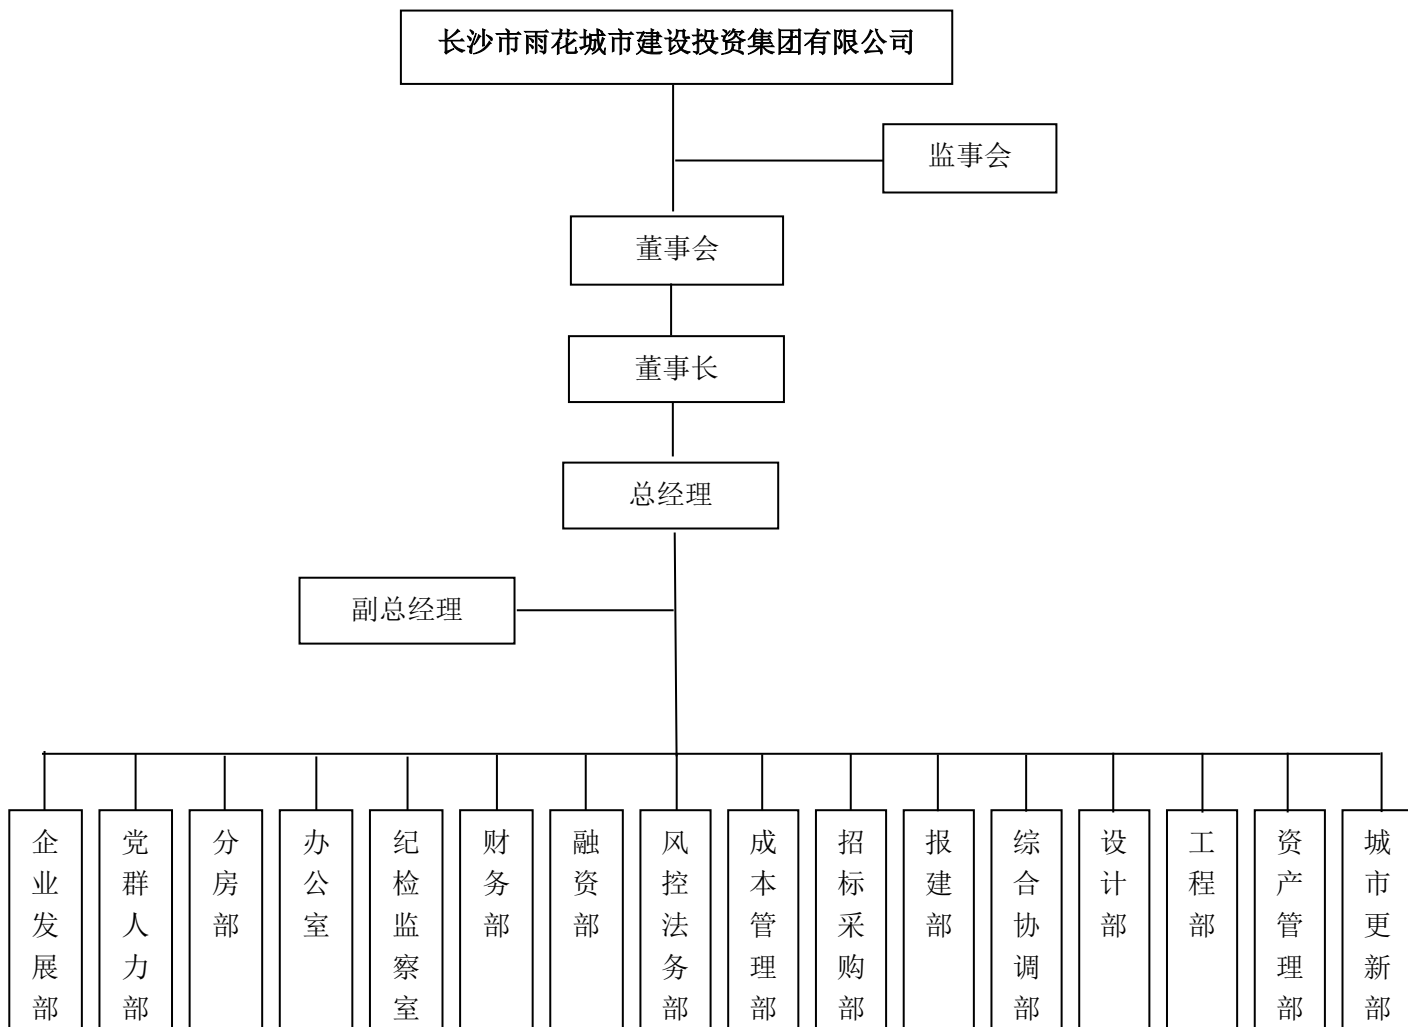 长沙市雨花城市建设投资集团有限公司
监事会
董事会
董事长
总经理
副总经理
企业发展部
党群人力部
分房部
办公室
纪检监察室
财务部
融资部
风控法务部
成本管理部
招标采购部
报建部
综合协调部
设计部
工程部
资产管理部
城市更新部